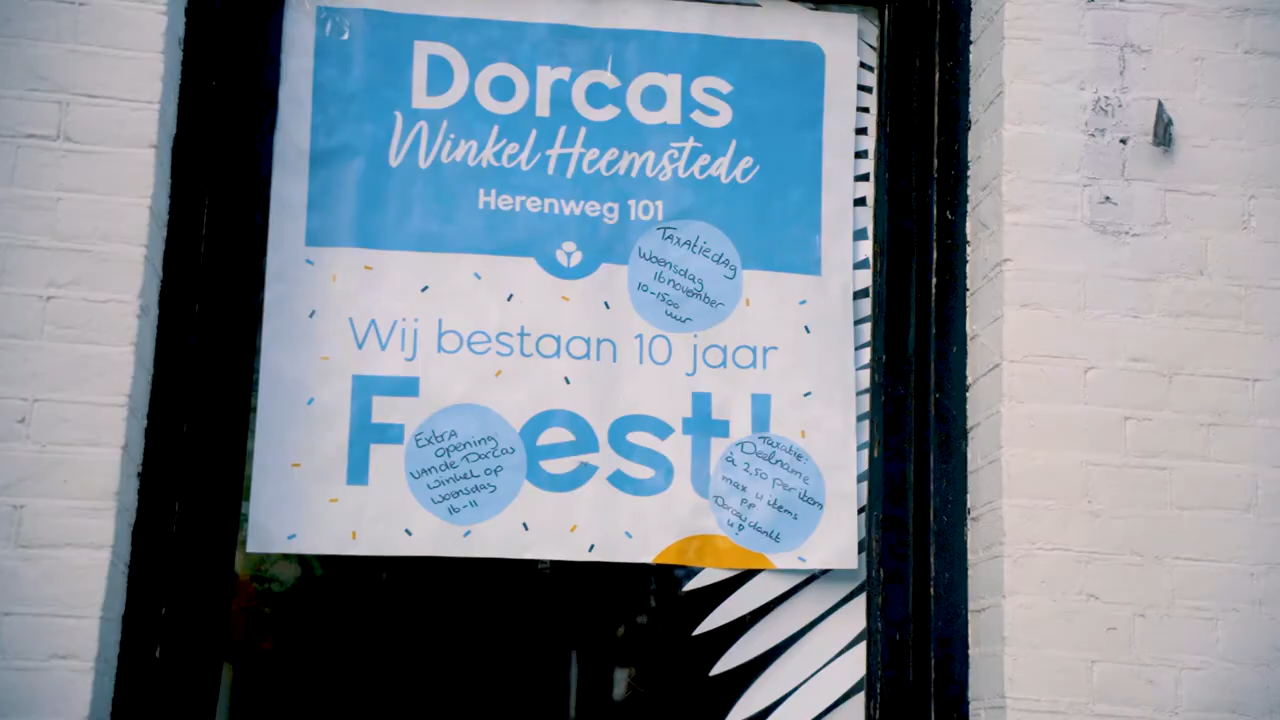 Dorcas
Winkel Heemstede
Herenweg 101
Taxatiedag
Woensdag
16 november
10-1500
uur
Wij bestaan 10 jaar
Feest!
Extra
opening
van de Dorcas
winkel op
woensdag
16-11
Taxatie:
Deelname
à 2,50 per item
max 4 items
p.p
Dorcas dankt
u!